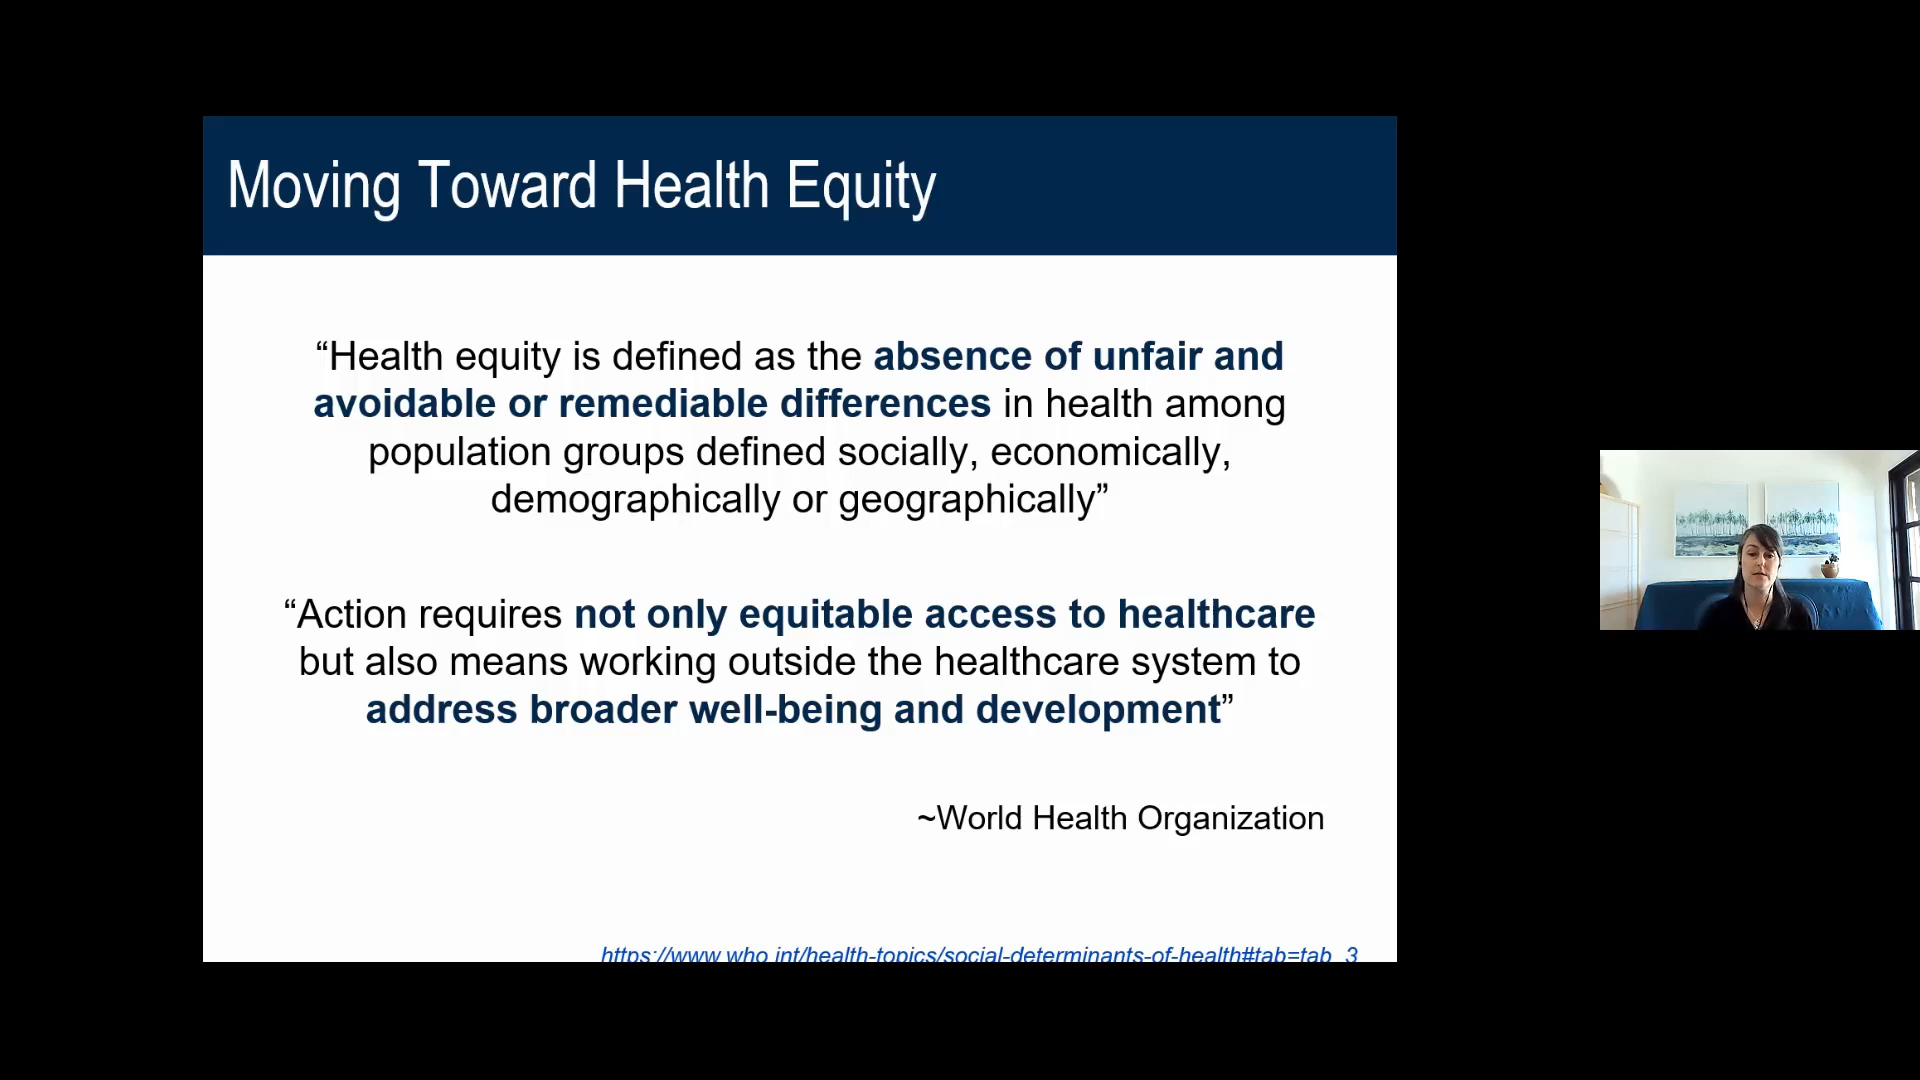 Moving Toward Health Equity
“Health equity is defined as the absence of unfair and
avoidable or remediable differences in health among
population groups defined socially, economically,
demographically or geographically”
“Action requires not only equitable access to healthcare
but also means working outside the healthcare system to
address broader well-being and development”
~World Health Organization
https://www.who.int/health-topics/social-determinants-of-health#tab=tab_3